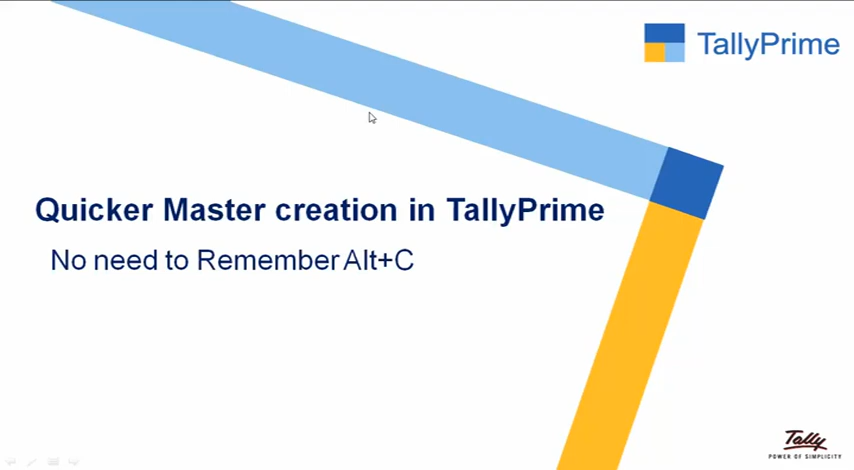 TallyPrime
Quicker Master creation in TallyPrime
No need to Remember Alt+C
Tally
POWER OF SIMPLICITY